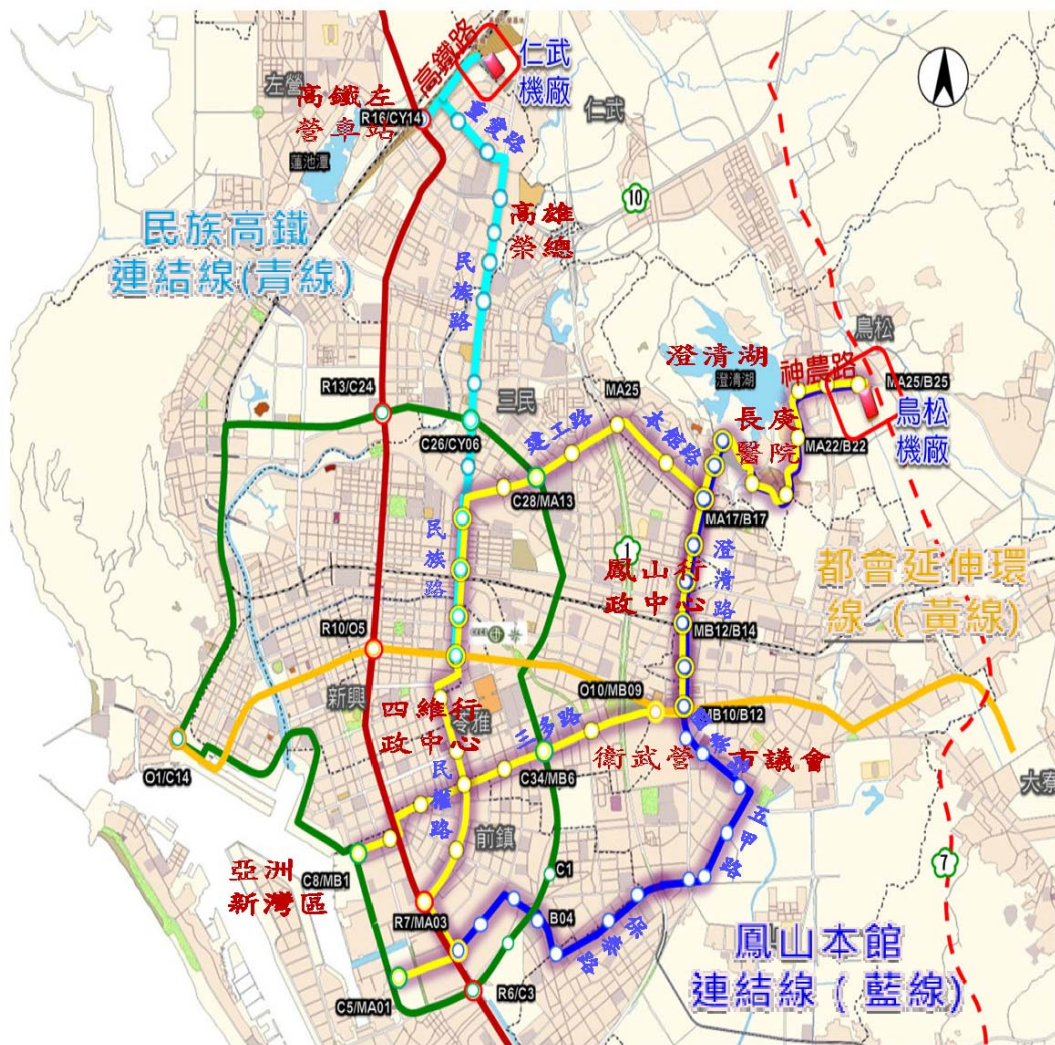 高鐵路
仁武
機廠
左營
高鐵左
營車站
R16/CY14
重愛路
仁武
蓮池潭
10
民族高鐵
連結線(青線)
高雄
榮總
民族路
鳥松
澄清湖
澄清湖
神農路
MA25/B25
R13/C24
三民
MA25
鳥松
機廠
C26/CY06
建工路
本館路
長庚
醫院
MA22/B22
C28/MA13
MA17/B17
民族路
1
澄清路
鳳山行
政中心
都會延伸環
線（黃線)
R10/O5
MB12/B14
新興
O10/MB09
MB10/B12
四維行
政中心
苓雅
三多路
衛武營
市議會
O1/C14
C34/MB6
民權路
大寮
五甲路
前鎮
亞洲
新灣區
C8/MB1
C1
7
R7/MA03
B04
保泰路
鳳山本館
連結線（藍線)
C5/MA01
R6/C3